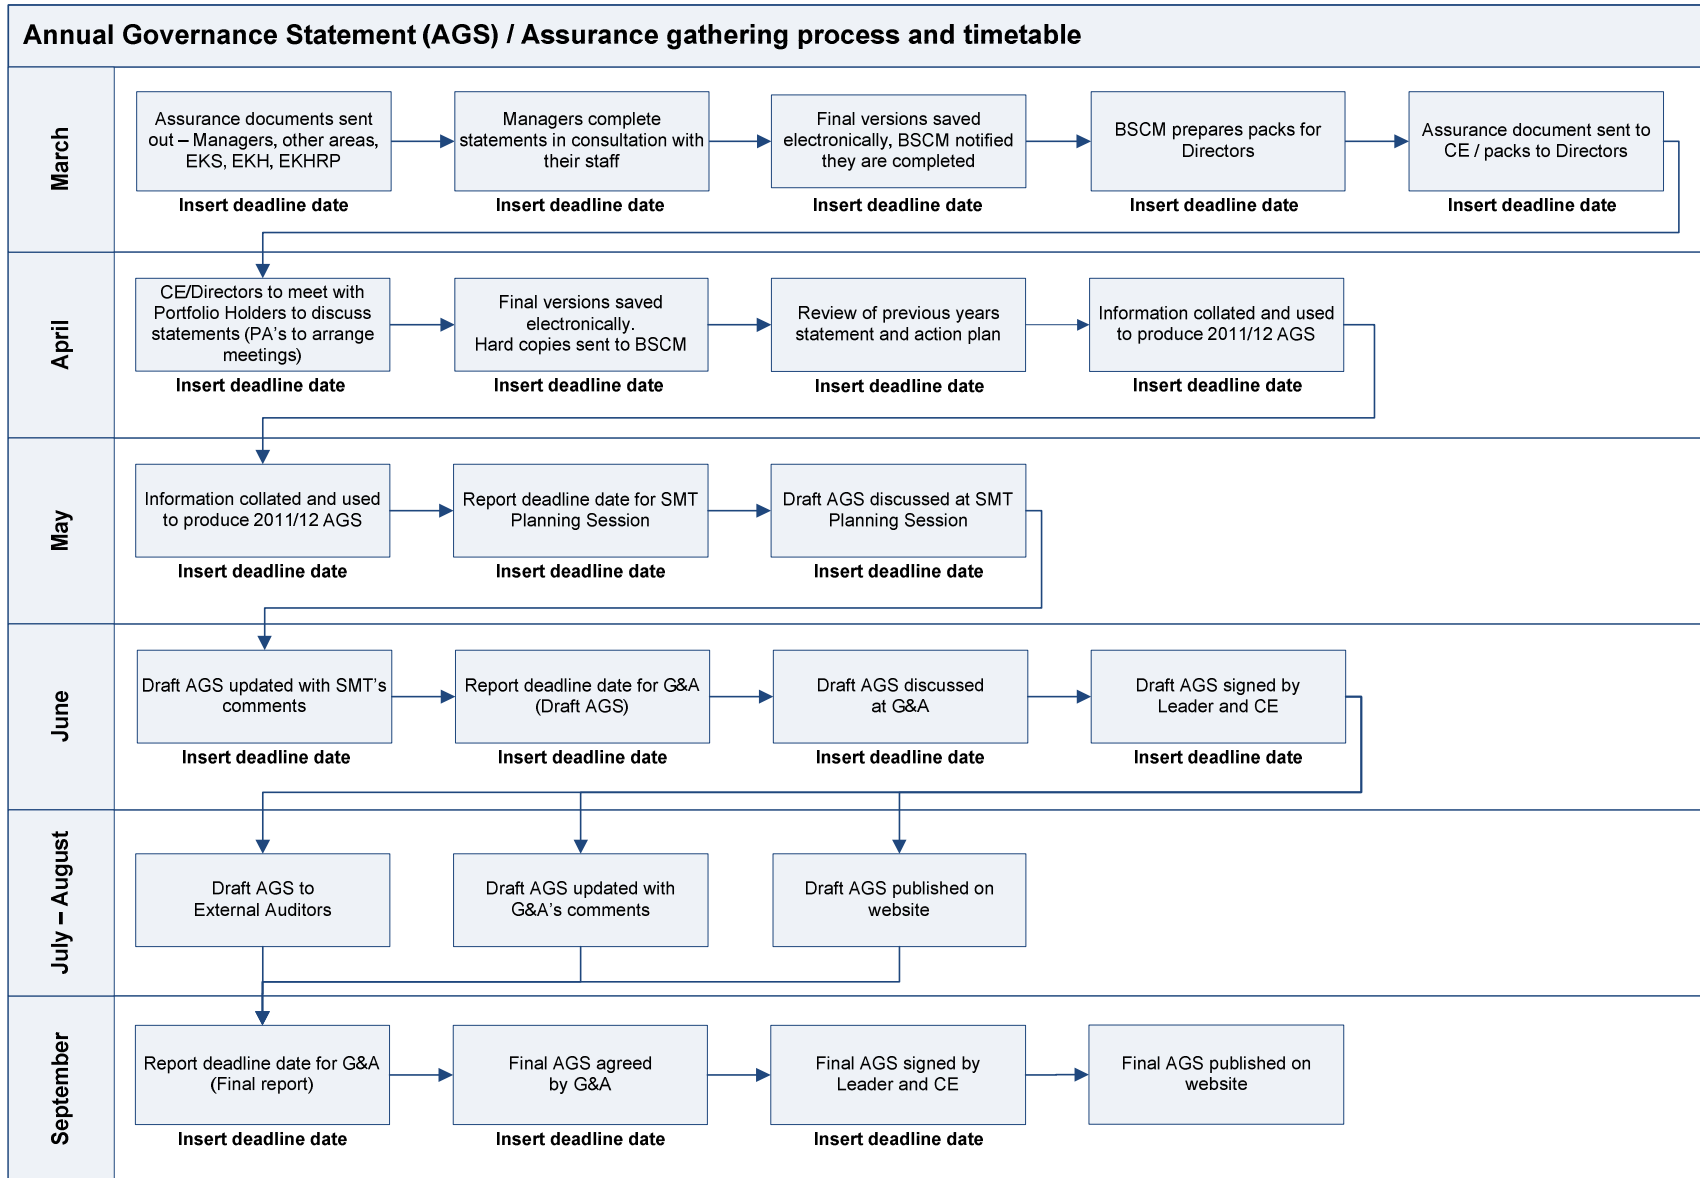 Annual Governance Statement (AGS) / Assurance gathering process and timetable
March
Assurance documents sent
out – Managers, other areas,
EKS, EKH, EKHRP
Insert deadline date
Managers complete
statements in consultation with
their staff
Insert deadline date
Final versions saved
electronically, BSCM notified
they are completed
Insert deadline date
BSCM prepares packs for
Directors
Insert deadline date
Assurance document sent to
CE / packs to Directors
Insert deadline date
April
CE/Directors to meet with
Portfolio Holders to discuss
statements (PA's to arrange
meetings)
Insert deadline date
Final versions saved
electronically.
Hard copies sent to BSCM
Insert deadline date
Review of previous years
statement and action plan
Insert deadline date
Information collated and used
to produce 2011/12 AGS
Insert deadline date
May
Information collated and used
to produce 2011/12 AGS
Insert deadline date
Report deadline date for SMT
Planning Session
Insert deadline date
Draft AGS discussed at SMT
Planning Session
Insert deadline date
June
Draft AGS updated with SMT's
comments
Insert deadline date
Report deadline date for G&A
(Draft AGS)
Insert deadline date
Draft AGS discussed
at G&A
Insert deadline date
Draft AGS signed by
Leader and CE
Insert deadline date
July – August
Draft AGS to
External Auditors
Draft AGS updated with
G&A's comments
Draft AGS published on
website
September
Report deadline date for G&A
(Final report)
Insert deadline date
Final AGS agreed
by G&A
Insert deadline date
Final AGS signed by
Leader and CE
Insert deadline date
Final AGS published on
website